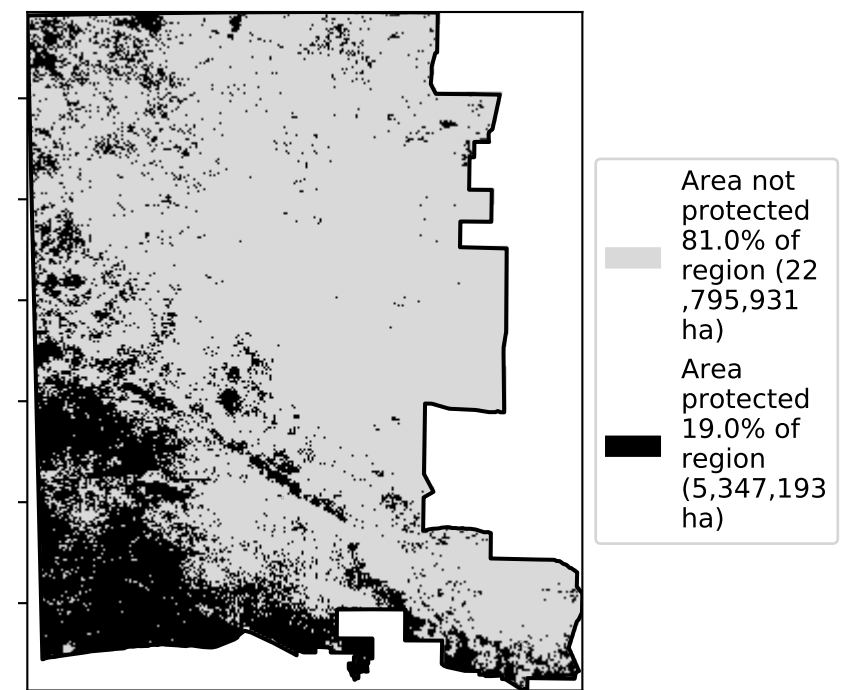 Area not
protected
81.0% of
region (22
,795,931
ha)
Area
protected
19.0% of
region
(5,347,193
ha)